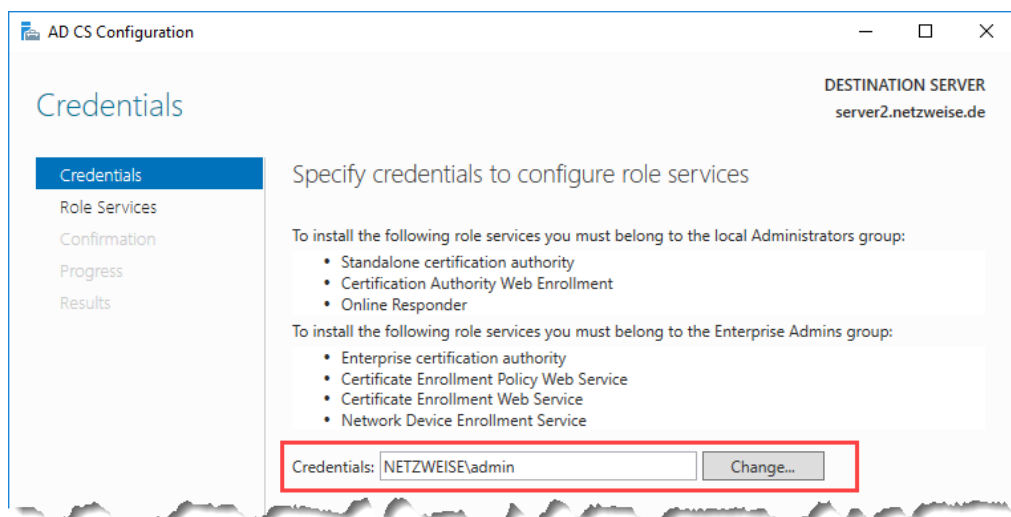 AD CS Configuration
DESTINATION SERVER
server2.netzweise.de
Credentials
Credentials
Role Services
Confirmation
Progress
Results
Specify credentials to configure role services
To install the following role services you must belong to the local Administrators group:
• Standalone certification authority
• Certification Authority Web Enrollment
• Online Responder
To install the following role services you must belong to the Enterprise Admins group:
• Enterprise certification authority
• Certificate Enrollment Policy Web Service
• Certificate Enrollment Web Service
• Network Device Enrollment Service
Credentials: NETZWEISE\admin Change...